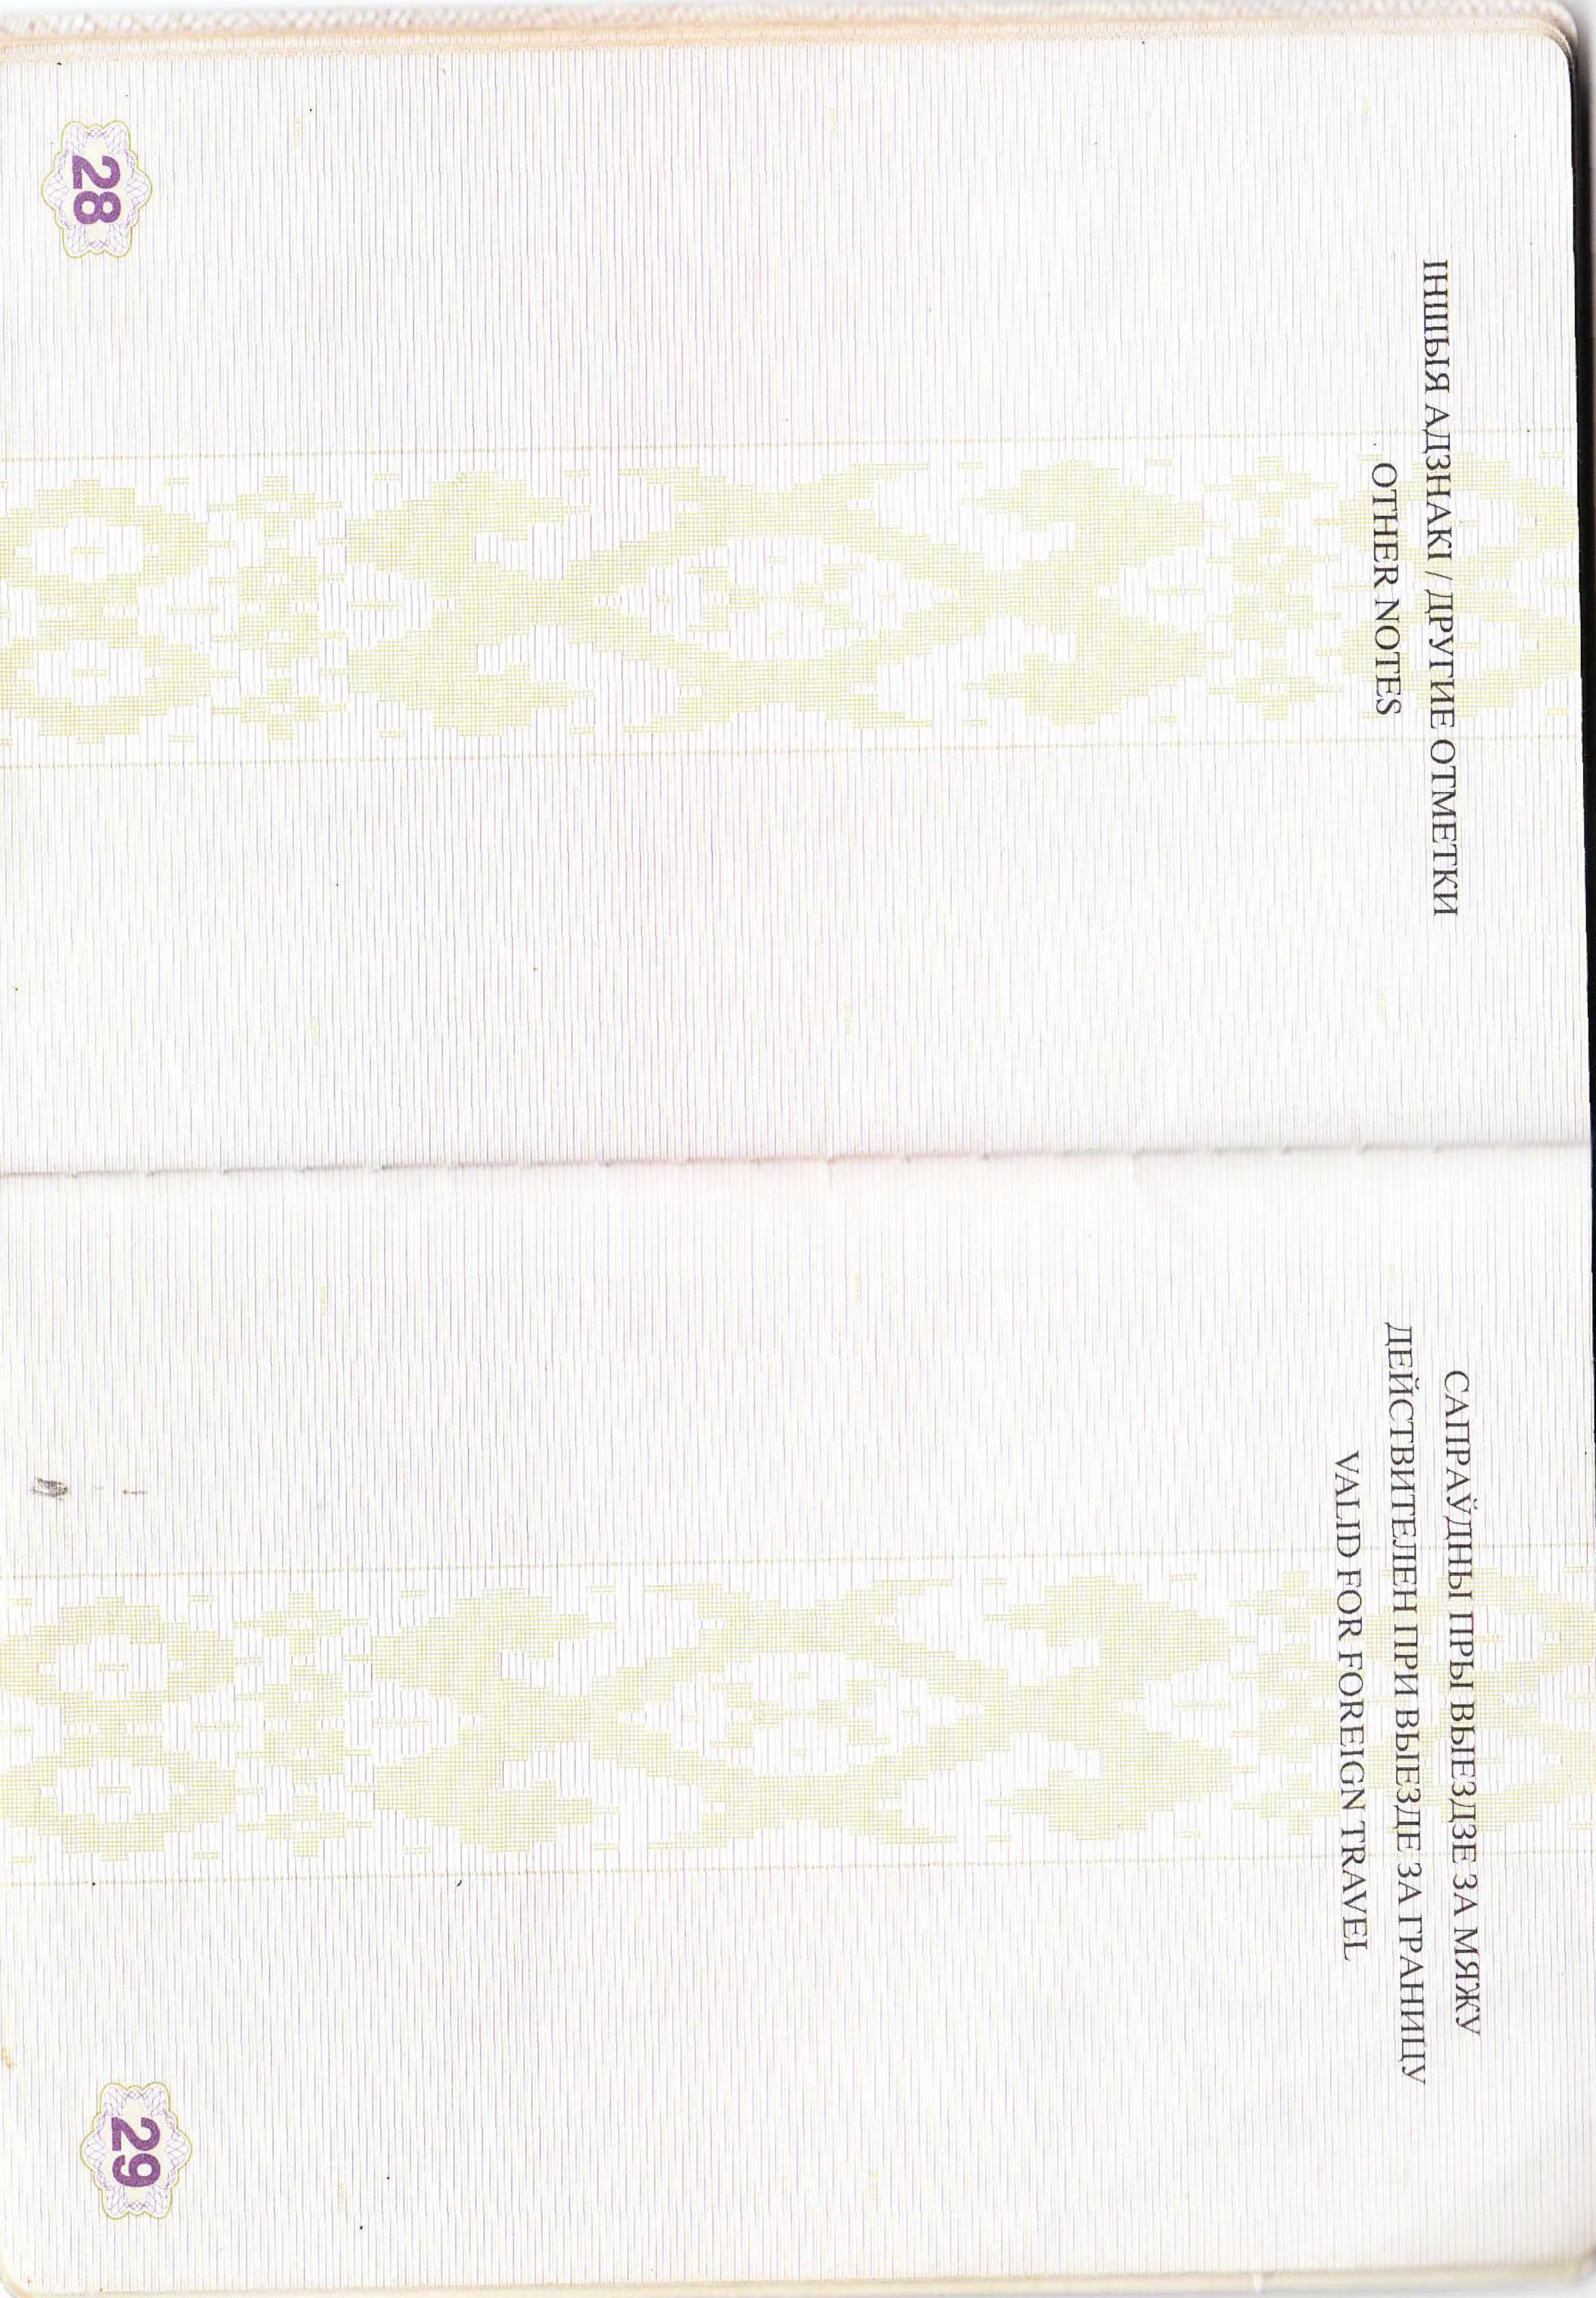 ІНШЫЯ АДЗНАКІ / ДРУГИЕ ОТМЕТКИ
OTHER NOTES
28
САПРАЎДНЫ ПРЫ ВЫЕЗДЗЕ ЗА МЯЖУ
ДЕЙСТВИТЕЛЕН ПРИ ВЫЕЗДЕ ЗА ГРАНИЦУ
VALID FOR FOREIGN TRAVEL
29